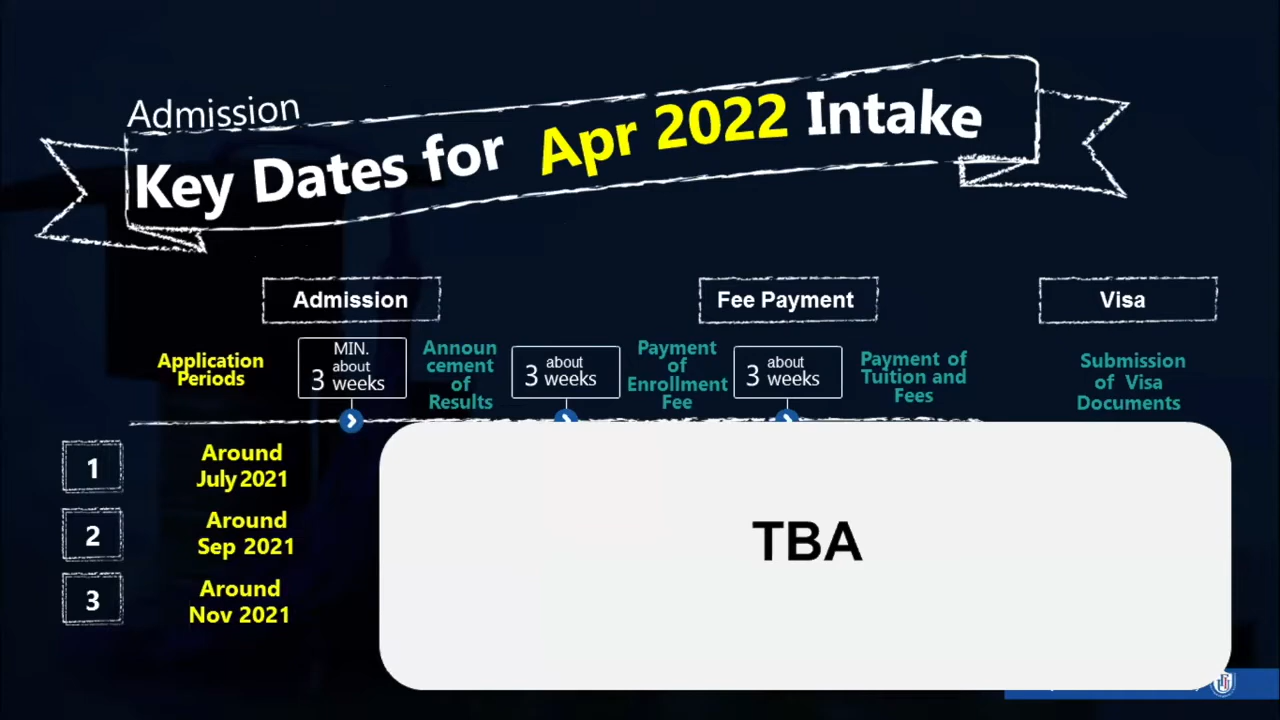 Admission
Key Dates for Apr 2022 Intake
Admission
Fee Payment
Visa
Application
Periods
MIN.
about
3 weeks
Announ
cement
of
Results
about
3 weeks
Payment
of
Enrollment
Fee
about
3 weeks
Payment of
Tuition and
Fees
Submission
of Visa
Documents
1
Around
July 2021
2
Around
Sep 2021
3
Around
Nov 2021
TBA